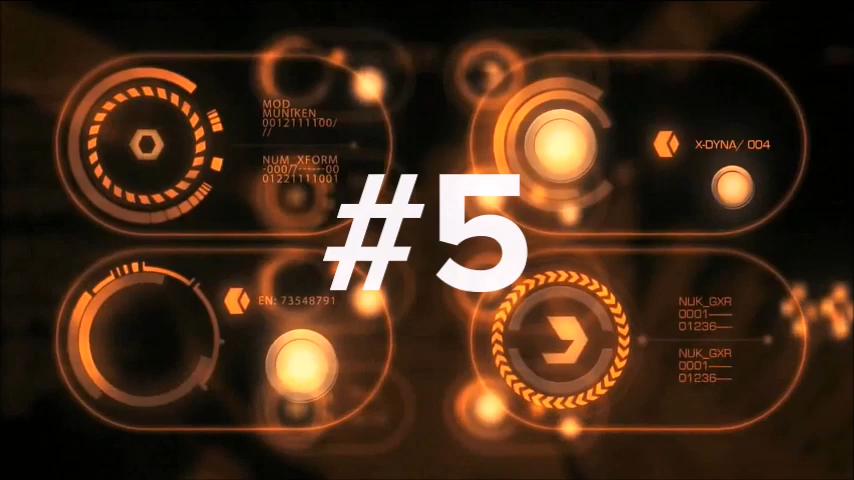 MOD
MUNIKEN
0012111100/
//
NUM_XFORM
-000/7------00
01221111001
X-DYNA/ 004
#5
EN: 73548791
NUK_GXR
0001—
01236—
NUK_GXR
0001—
01236—